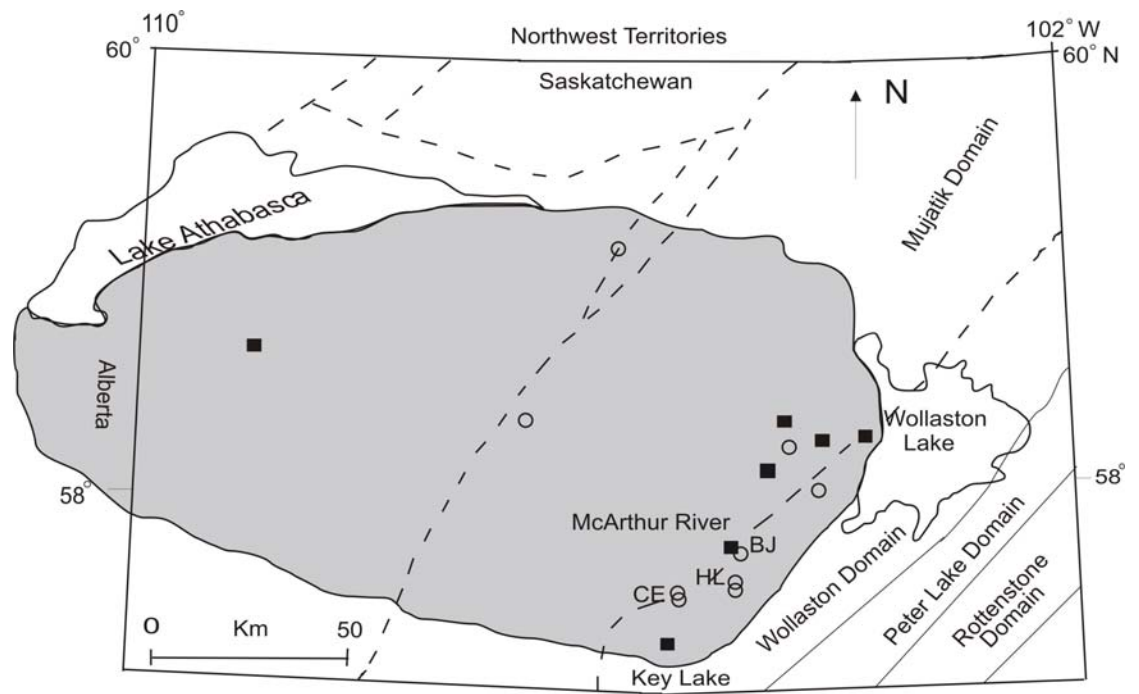 110°
102° W
60°
60° N
Northwest Territories
Saskatchewan
N
Mujatik Domain
Lake Athabasca
Alberta
Wollaston
Lake
58°
58°
McArthur River
BJ
HL
CE
Wollaston Domain
Peter Lake Domain
Rottenstone
Domain
0 Km 50
Key Lake